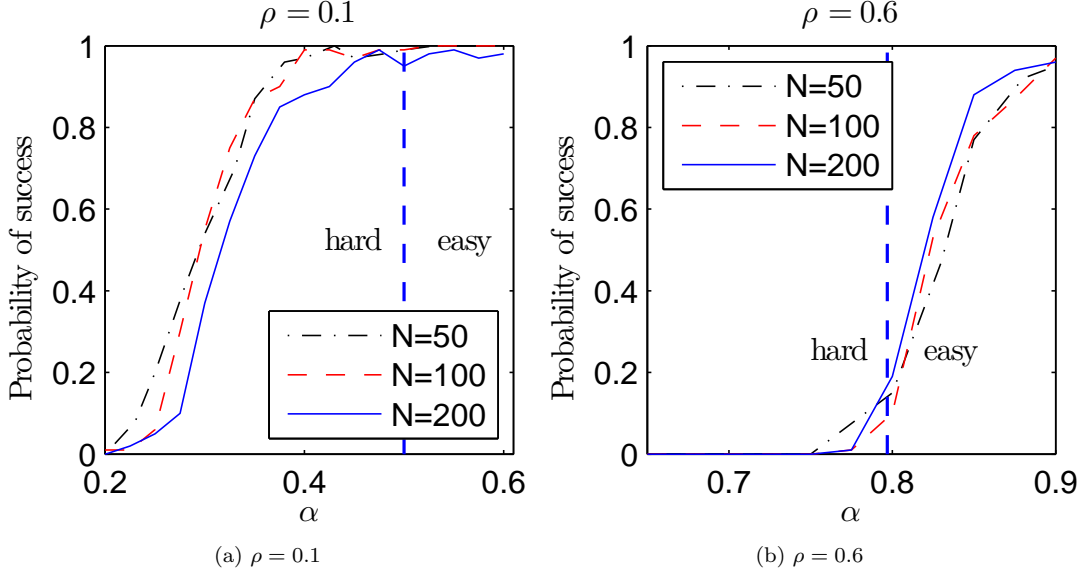 ρ = 0.1
1
0.8
0.6
0.4
0.2
0
Probability of success
hard
easy
N=50
N=100
N=200
0.2
0.4
0.6
α
(a) ρ = 0.1
ρ = 0.6
1
0.8
0.6
0.4
0.2
0
Probability of success
N=50
N=100
N=200
hard
easy
0.7
0.8
0.9
α
(b) ρ = 0.6